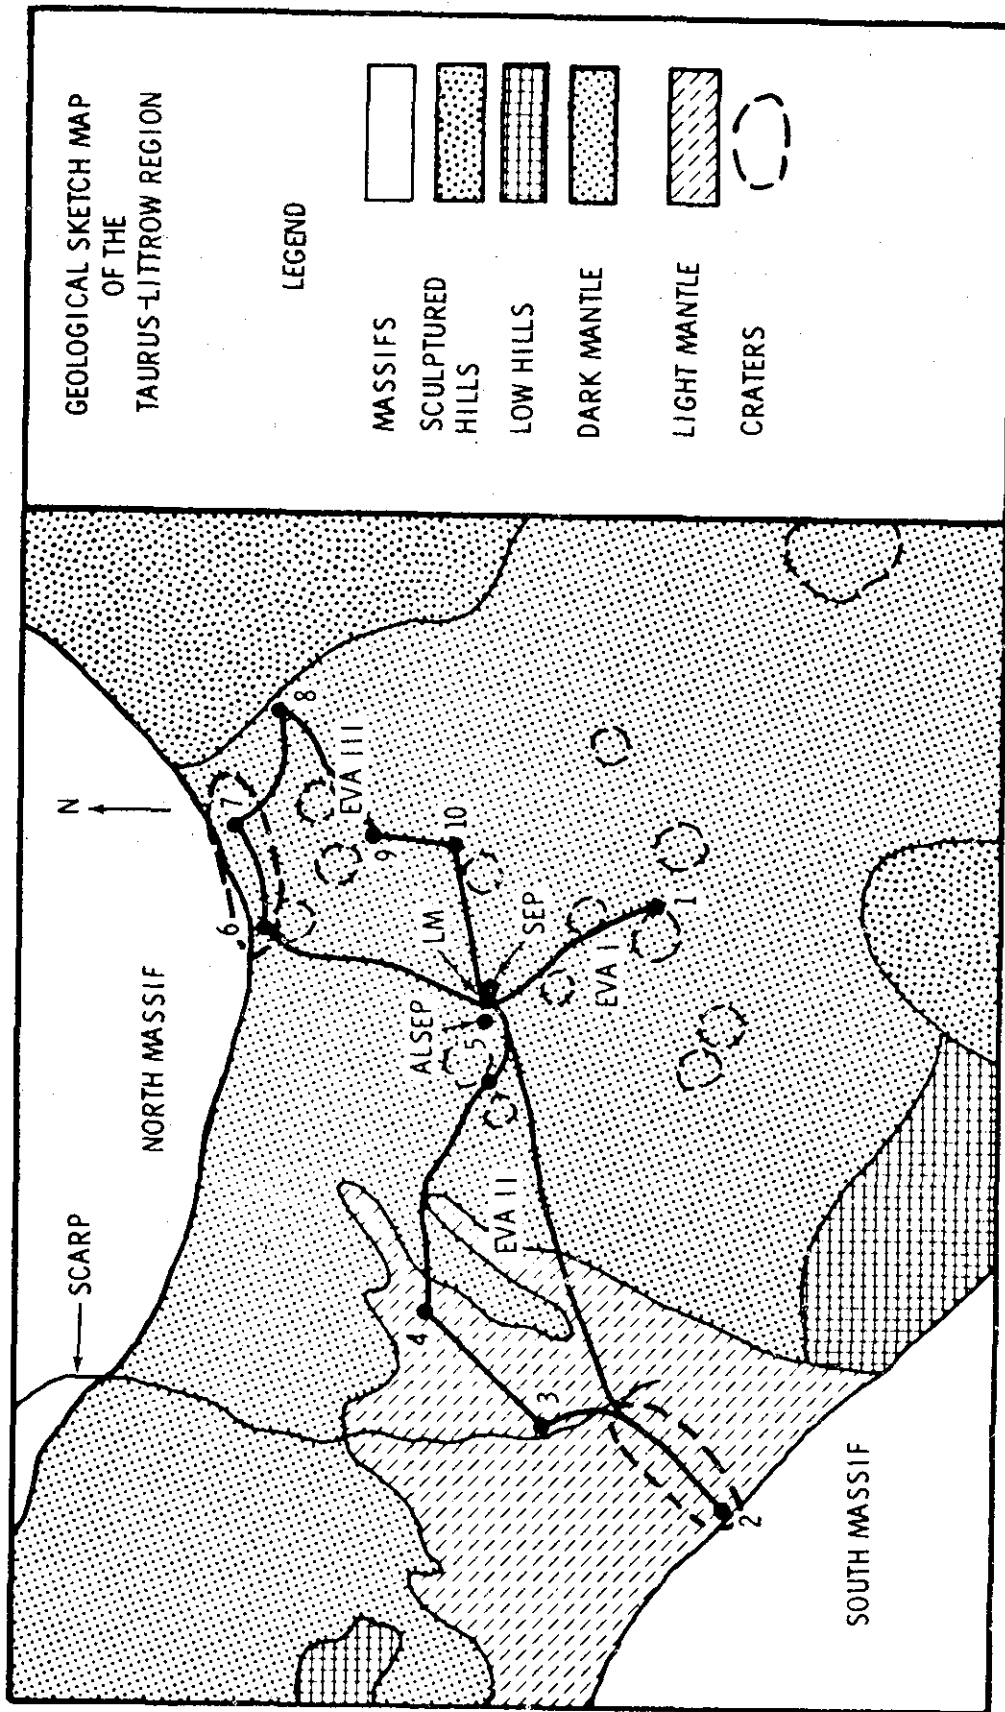 GEOLOGICAL SKETCH MAP
OF THE
TAURUS-LITTROW REGION
LEGEND
MASSIFS
SCULPTURED
HILLS
LOW HILLS
DARK MANTLE
LIGHT MANTLE
CRATERS
SCARP
NORTH MASSIF
N
6
7
8
EVA III
9
10
LM
SEP
ALSEP
5
EVA I
1
EVA II
4
3
2
SOUTH MASSIF